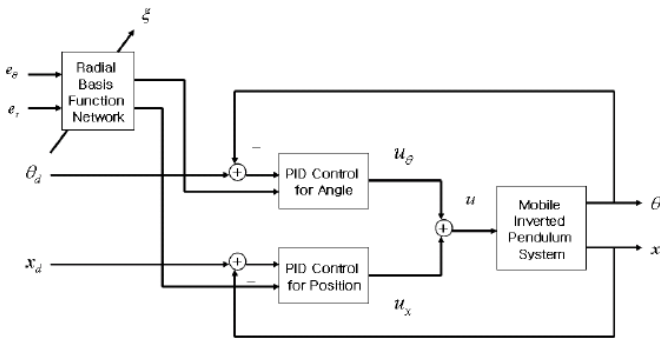 ξ
Radial
Basis
Function
Network
e_θ
e_x
θ_d
−
PID Control
for Angle
u_θ
u
Mobile
Inverted
Pendulum
System
θ
x
x_d
−
PID Control
for Position
u_x